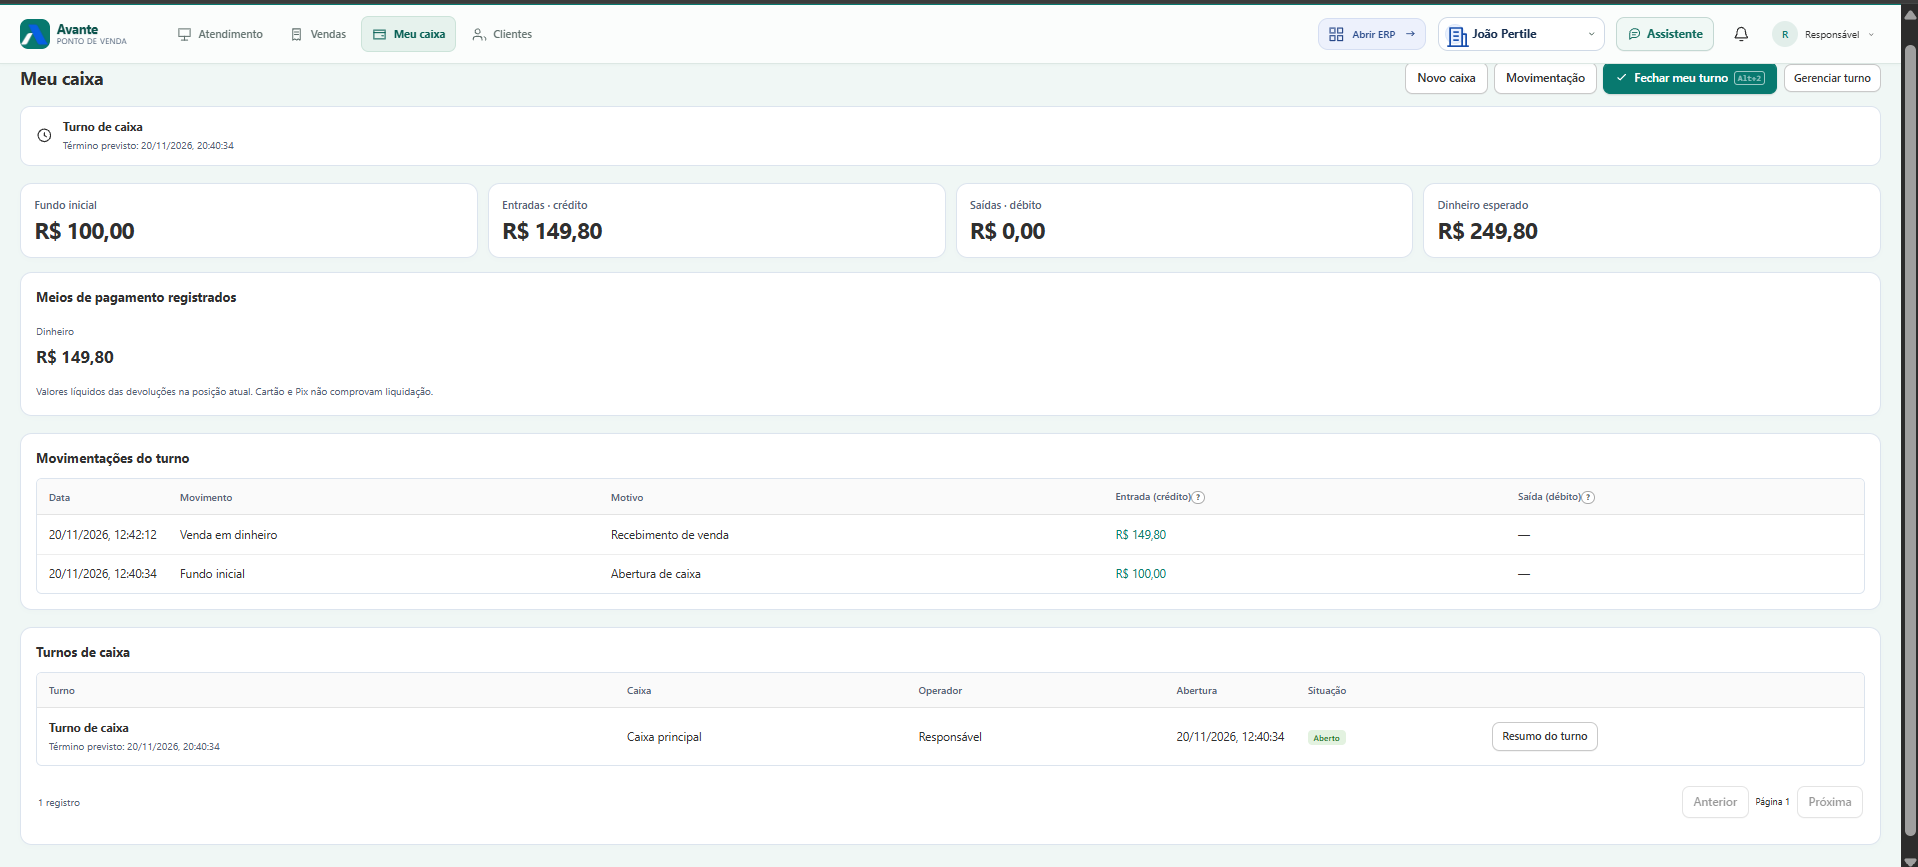 Avante
PONTO DE VENDA
Atendimento
Vendas
Meu caixa
Clientes
Abrir ERP
João Pertile
Assistente
R
Responsável
Meu caixa
Novo caixa
Movimentação
Fechar meu turno Alt+2
Gerenciar turno
Turno de caixa
Término previsto: 20/11/2026, 20:40:34
Fundo inicial
R$ 100,00
Entradas · crédito
R$ 149,80
Saídas · débito
R$ 0,00
Dinheiro esperado
R$ 249,80
Meios de pagamento registrados
Dinheiro
R$ 149,80
Valores líquidos das devoluções na posição atual. Cartão e Pix não comprovam liquidação.
Movimentações do turno
Data Movimento Motivo Entrada (crédito) ? Saída (débito) ?
20/11/2026, 12:42:12 Venda em dinheiro Recebimento de venda R$ 149,80 —
20/11/2026, 12:40:34 Fundo inicial Abertura de caixa R$ 100,00 —
Turnos de caixa
Turno Caixa Operador Abertura Situação
Turno de caixa
Término previsto: 20/11/2026, 20:40:34
Caixa principal Responsável 20/11/2026, 12:40:34 Aberto Resumo do turno
1 registro
Anterior Página 1 Próxima